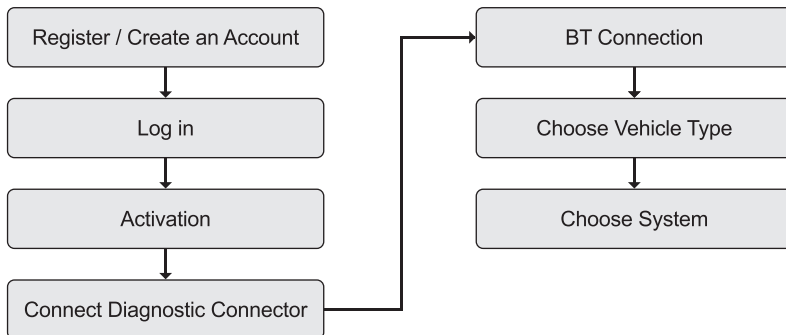 Register / Create an Account
Log in
Activation
Connect Diagnostic Connector
BT Connection
Choose Vehicle Type
Choose System